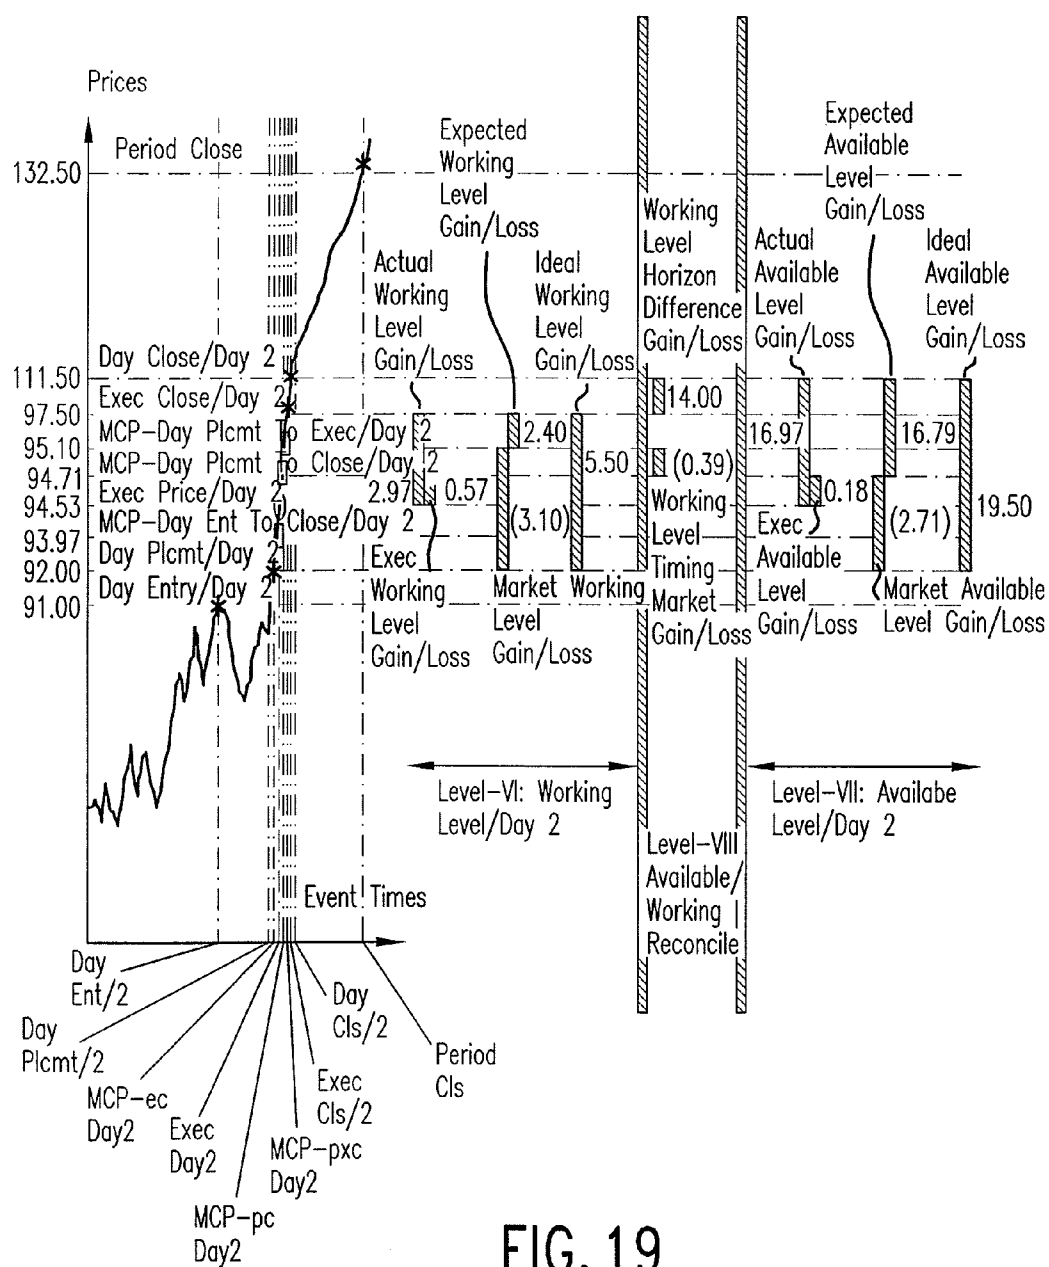 Prices
Period Close
132.50
Day Close/Day 2
111.50
Exec Close/Day 2
97.50
MCP-Day Plcmt To Exec/Day 2
95.10
MCP-Day Plcmt to Close/Day 2
94.71
Exec Price/Day 2
94.53
MCP-Day Ent To Close/Day 2
93.97
Day Plcmt/Day 2
92.00
Day Entry/Day 2
91.00
Actual
Working
Level
Gain/Loss
Expected
Working
Level
Gain/Loss
Ideal
Working
Level
Gain/Loss
2.97
0.57
2.40
(3.10)
5.50
Exec
Working
Level
Gain/Loss
Market
Level
Gain/Loss
Working
Working
Level
Horizon
Difference
Gain/Loss
14.00
(0.39)
Working
Level
Timing
Market
Gain/Loss
Actual
Available
Level
Gain/Loss
Expected
Available
Level
Gain/Loss
Ideal
Available
Level
Gain/Loss
16.97
0.18
16.79
(2.71)
19.50
Exec
Available
Level
Gain/Loss
Market Available
Level Gain/Loss
Level-VI: Working
Level/Day 2
Level-VII: Availabe
Level/Day 2
Level-VIII
Available/
Working
Reconcile
Event Times
Day
Ent/2
Day
Plcmt/2
MCP-ec
Day2
Exec
Day2
MCP-pc
Day2
MCP-pxc
Day2
Exec
Cls/2
Day
Cls/2
Period
Cls
FIG. 19